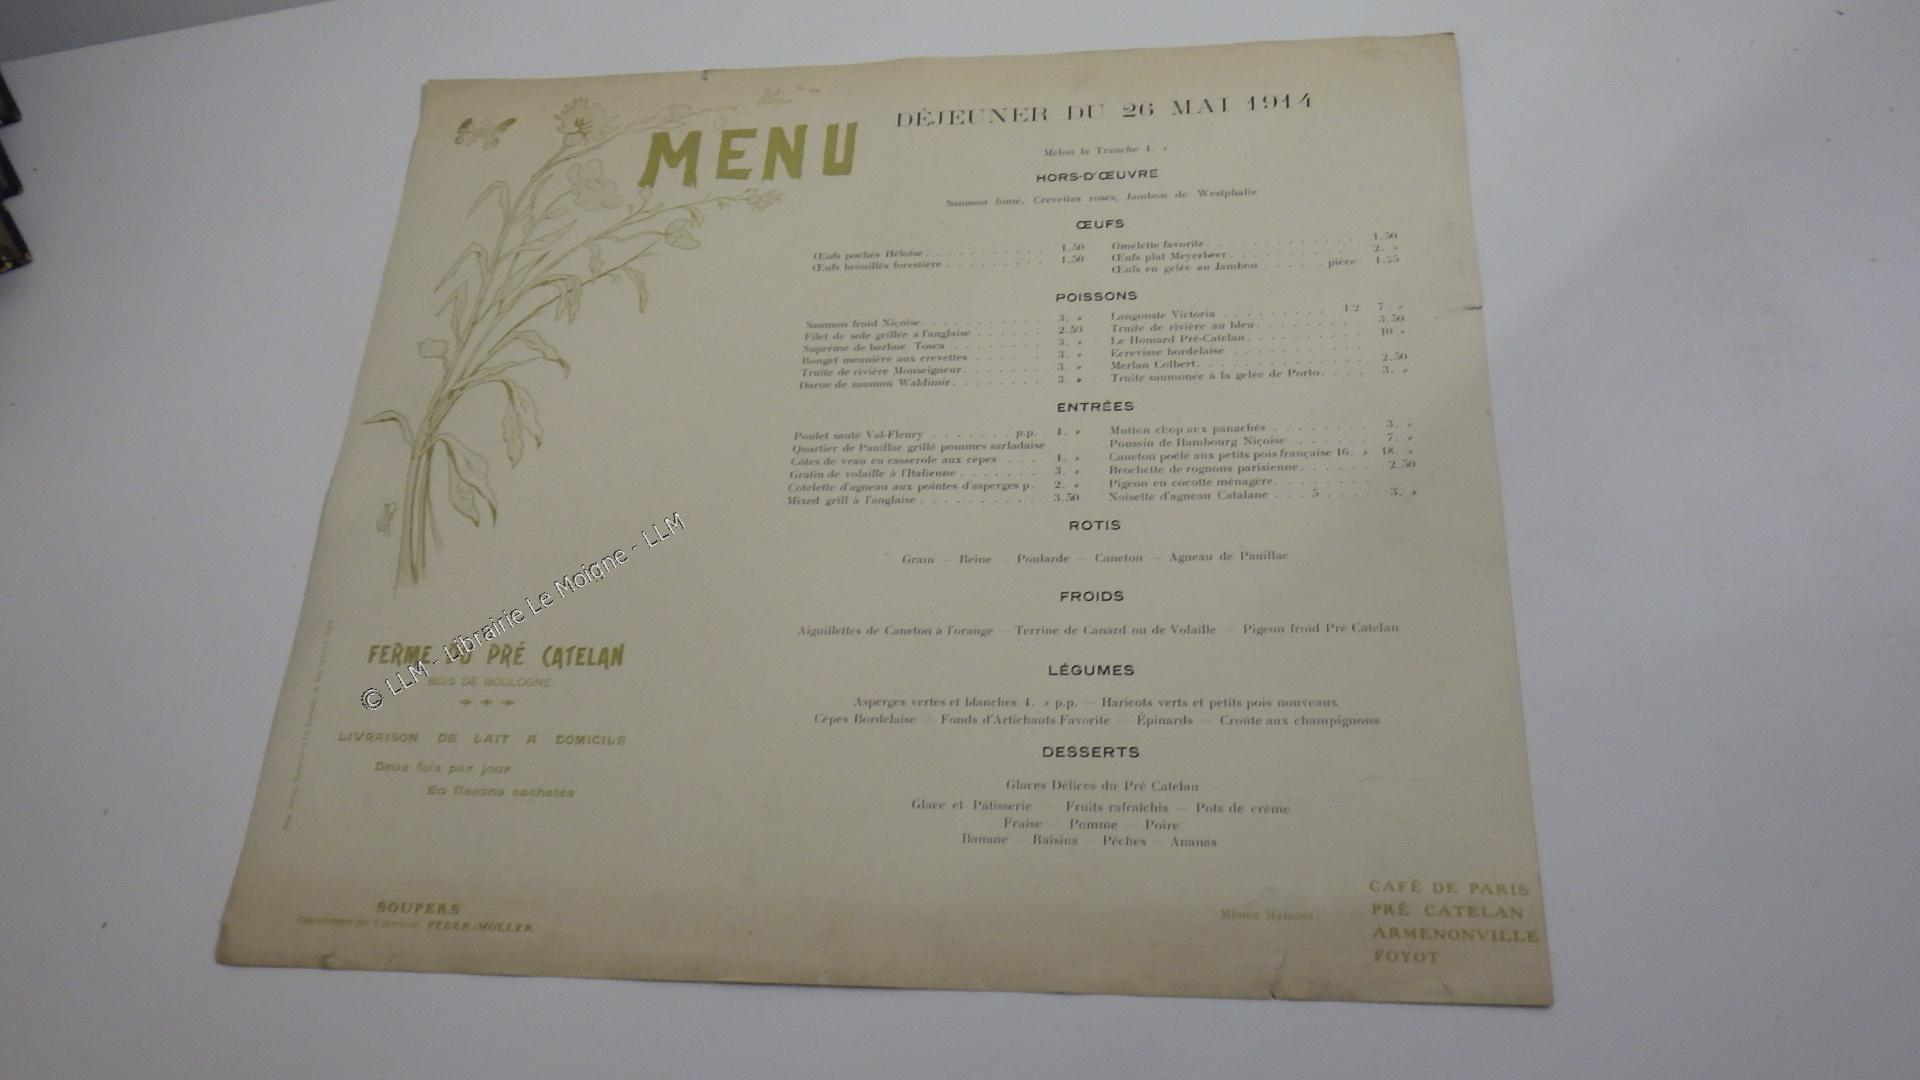 MENU
DÉJEUNER DU 26 MAI 1914
Melon la Tranche 4. »
HORS-D'ŒUVRE
Saumon fumé, Crevettes roses, Jambon de Westphalie
ŒUFS
Œufs pochés Héloïse 1.50
Œufs brouillés forestière 1.50
Omelette favorite 1.50
Œufs plat Meyerbeer 2. »
Œufs en gelée au Jambon pièce 1.25
POISSONS
Saumon froid Niçoise 3. »
Filet de sole grillée a l'anglaise 2.50
Suprême de barbue Tosca 3. »
Rouget meunière aux crevettes 3. »
Truite de rivière Monseigneur 3. »
Darne de saumon Waldimir 3. »
Langouste Victoria 1/2 7. »
Truite de rivière au bleu 3.50
Le Homard Pré-Catelan 10 »
Ecrevisse bordelaise
Merlan Colbert 2.50
Truite saumonée à la gelée de Porto 3. »
ENTRÉES
Poulet sauté Val-Fleury p.p. 4. »
Quartier de Pauillac grillé pommes sarladaise
Côtes de veau en casserole aux cèpes 4. »
Gratin de volaille à l'Italienne 3. »
Cotelette d'agneau aux pointes d'asperges p. 2. »
Mixed grill à l'anglaise 3.50
Mutton chop aux panachés 3. »
Poussin de Hambourg Niçoise 7. »
Caneton poêlé aux petits pois française 16. » 18. »
Brochette de rognons parisienne 2.50
Pigeon en cocotte ménagère
Noisette d'agneau Catalane 5 3. »
ROTIS
Grain — Reine — Poularde — Caneton — Agneau de Pauillac
FROIDS
Aiguillettes de Caneton à l'orange — Terrine de Canard ou de Volaille — Pigeon froid Pré Catelan
LÉGUMES
Asperges vertes et blanches 4. » p.p. — Haricots verts et petits pois nouveaux
Cèpes Bordelaise — Fonds d'Artichauts Favorite — Épinards — Croûte aux champignons
DESSERTS
Glaces Délices du Pré Catelan
Glace et Pâtisserie — Fruits rafraichis — Pots de crème
Fraise — Pomme — Poire
Banane — Raisins — Pêches — Ananas
FERME DU PRÉ CATELAN
BOIS DE BOULOGNE
LIVRAISON DE LAIT A DOMICILE
Deux fois par jour
En flacons cachetés
SOUPERS
PEDER-MOLLER
MÊMES MAISONS:
CAFÉ DE PARIS
PRÉ CATELAN
ARMENONVILLE
FOYOT
© LLM - Librairie Le Moigne - LLM